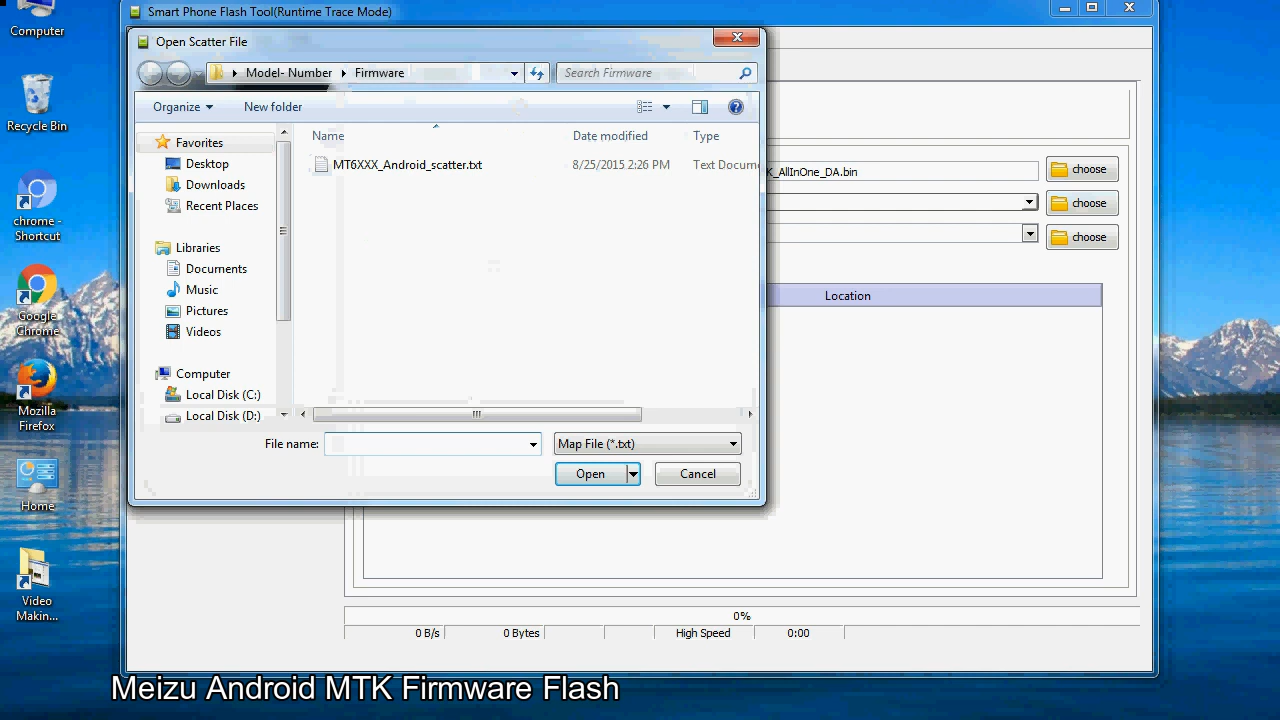 Computer
Recycle Bin
chrome -
Shortcut
Google
Chrome
Mozilla
Firefox
Home
Video
Makin...
Smart Phone Flash Tool(Runtime Trace Mode)
Open Scatter File
Model- Number
Firmware
Search Firmware
Organize
New folder
Name
Date modified
Type
MT6XXX_Android_scatter.txt
8/25/2015 2:26 PM
Text Docum
Favorites
Desktop
Downloads
Recent Places
Libraries
Documents
Music
Pictures
Videos
Computer
Local Disk (C:)
Local Disk (D:)
File name:
Map File (*.txt)
Open
Cancel
K_AllInOne_DA.bin
choose
choose
choose
Location
0%
0 B/s
0 Bytes
High Speed
0:00
Meizu Android MTK Firmware Flash